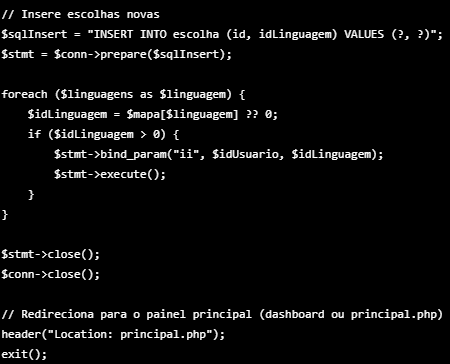 // Insere escolhas novas
$sqlInsert = "INSERT INTO escolha (id, idLinguagem) VALUES (?, ?)";
$stmt = $conn->prepare($sqlInsert);

foreach ($linguagens as $linguagem) {
    $idLinguagem = $mapa[$linguagem] ?? 0;
    if ($idLinguagem > 0) {
        $stmt->bind_param("ii", $idUsuario, $idLinguagem);
        $stmt->execute();
    }
}

$stmt->close();
$conn->close();

// Redireciona para o painel principal (dashboard ou principal.php)
header("Location: principal.php");
exit();